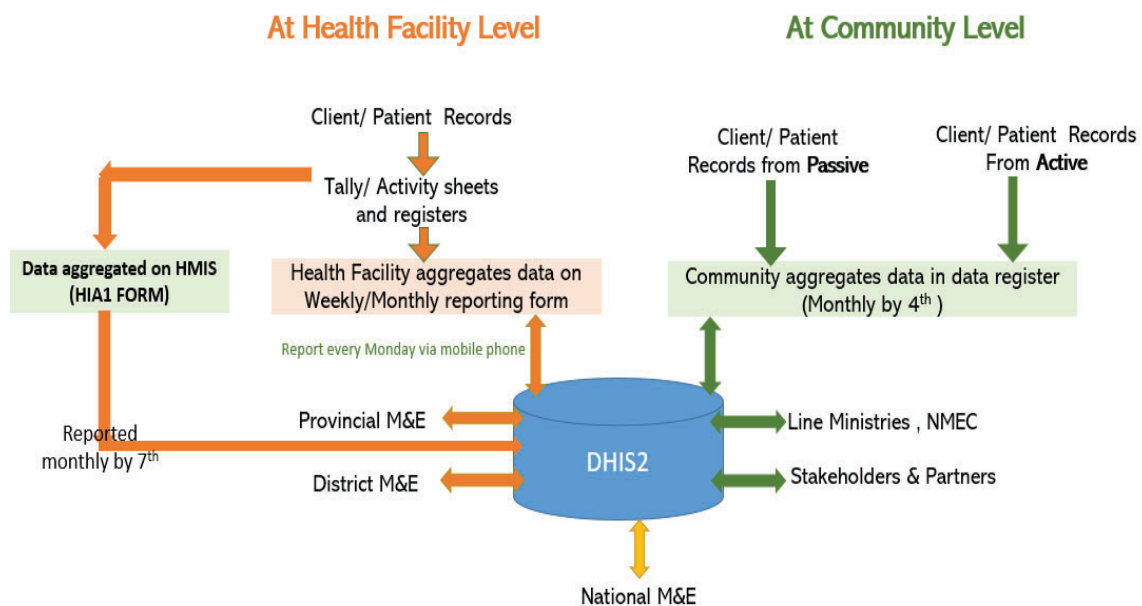 At Health Facility Level
At Community Level
Client/ Patient Records
Tally/ Activity sheets
and registers
Data aggregated on HMIS
(HIA1 FORM)
Health Facility aggregates data on
Weekly/Monthly reporting form
Client/ Patient
Records from Passive
Client/ Patient Records
From Active
Community aggregates data in data register
(Monthly by 4th )
Report every Monday via mobile phone
Reported
monthly by 7th
Provincial M&E
District M&E
DHIS2
Line Ministries , NMEC
Stakeholders & Partners
National M&E